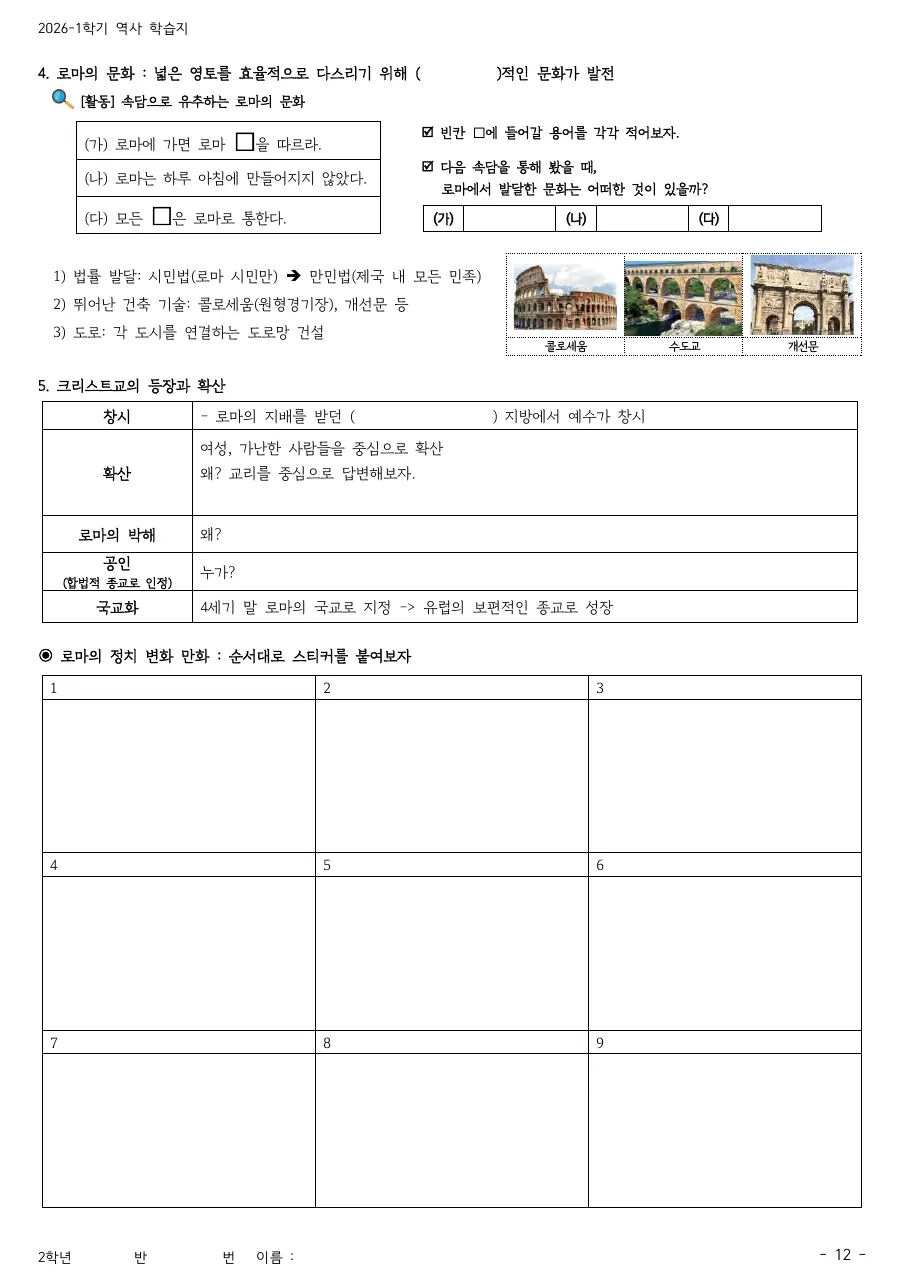 2026-1학기 역사 학습지
4. 로마의 문화 : 넓은 영토를 효율적으로 다스리기 위해 (          )적인 문화가 발전
[활동] 속담으로 유추하는 로마의 문화
(가) 로마에 가면 로마 □을 따르라.
(나) 로마는 하루 아침에 만들어지지 않았다.
(다) 모든 □은 로마로 통한다.
☑ 빈칸 □에 들어갈 용어를 각각 적어보자.
☑ 다음 속담을 통해 봤을 때,
로마에서 발달한 문화는 어떠한 것이 있을까?
(가) (나) (다)
1) 법률 발달: 시민법(로마 시민만) ➔ 만민법(제국 내 모든 민족)
2) 뛰어난 건축 기술: 콜로세움(원형경기장), 개선문 등
3) 도로: 각 도시를 연결하는 도로망 건설
콜로세움 수도교 개선문
5. 크리스트교의 등장과 확산
창시 - 로마의 지배를 받던 (                    ) 지방에서 예수가 창시
확산 여성, 가난한 사람들을 중심으로 확산
왜? 교리를 중심으로 답변해보자.
로마의 박해 왜?
공인
(합법적 종교로 인정) 누가?
국교화 4세기 말 로마의 국교로 지정 -> 유럽의 보편적인 종교로 성장
◉ 로마의 정치 변화 만화 : 순서대로 스티커를 붙여보자
1 2 3
4 5 6
7 8 9
2학년 반 번 이름 :
- 12 -